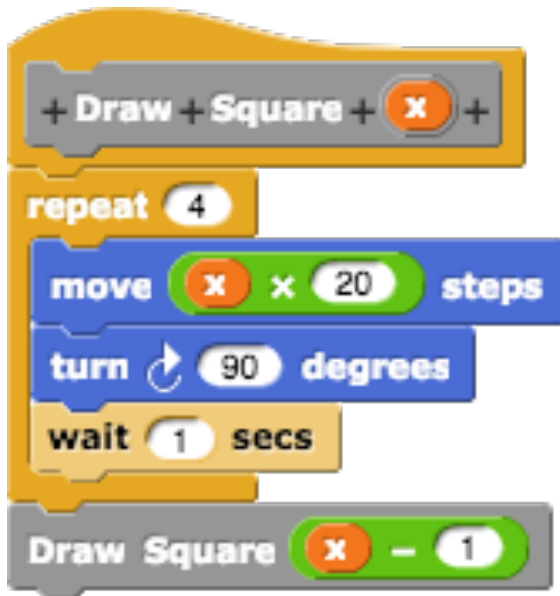 + Draw + Square + x +
repeat 4
move x × 20 steps
turn 90 degrees
wait 1 secs
Draw Square x − 1